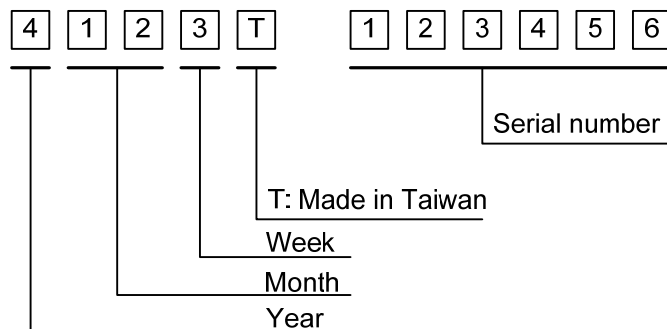 4 1 2 3 T 1 2 3 4 5 6
Serial number
T: Made in Taiwan
Week
Month
Year